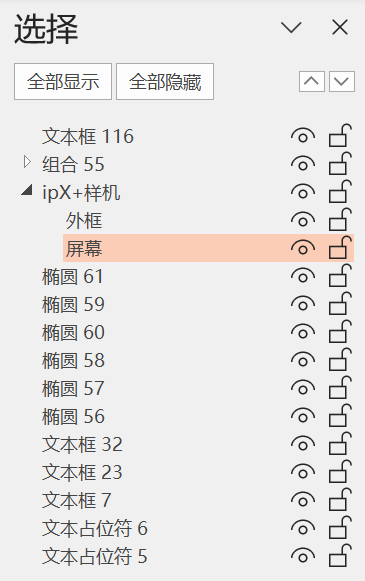 选择
全部显示 全部隐藏
文本框 116
组合 55
ipX+样机
外框
屏幕
椭圆 61
椭圆 59
椭圆 60
椭圆 58
椭圆 57
椭圆 56
文本框 32
文本框 23
文本框 7
文本占位符 6
文本占位符 5